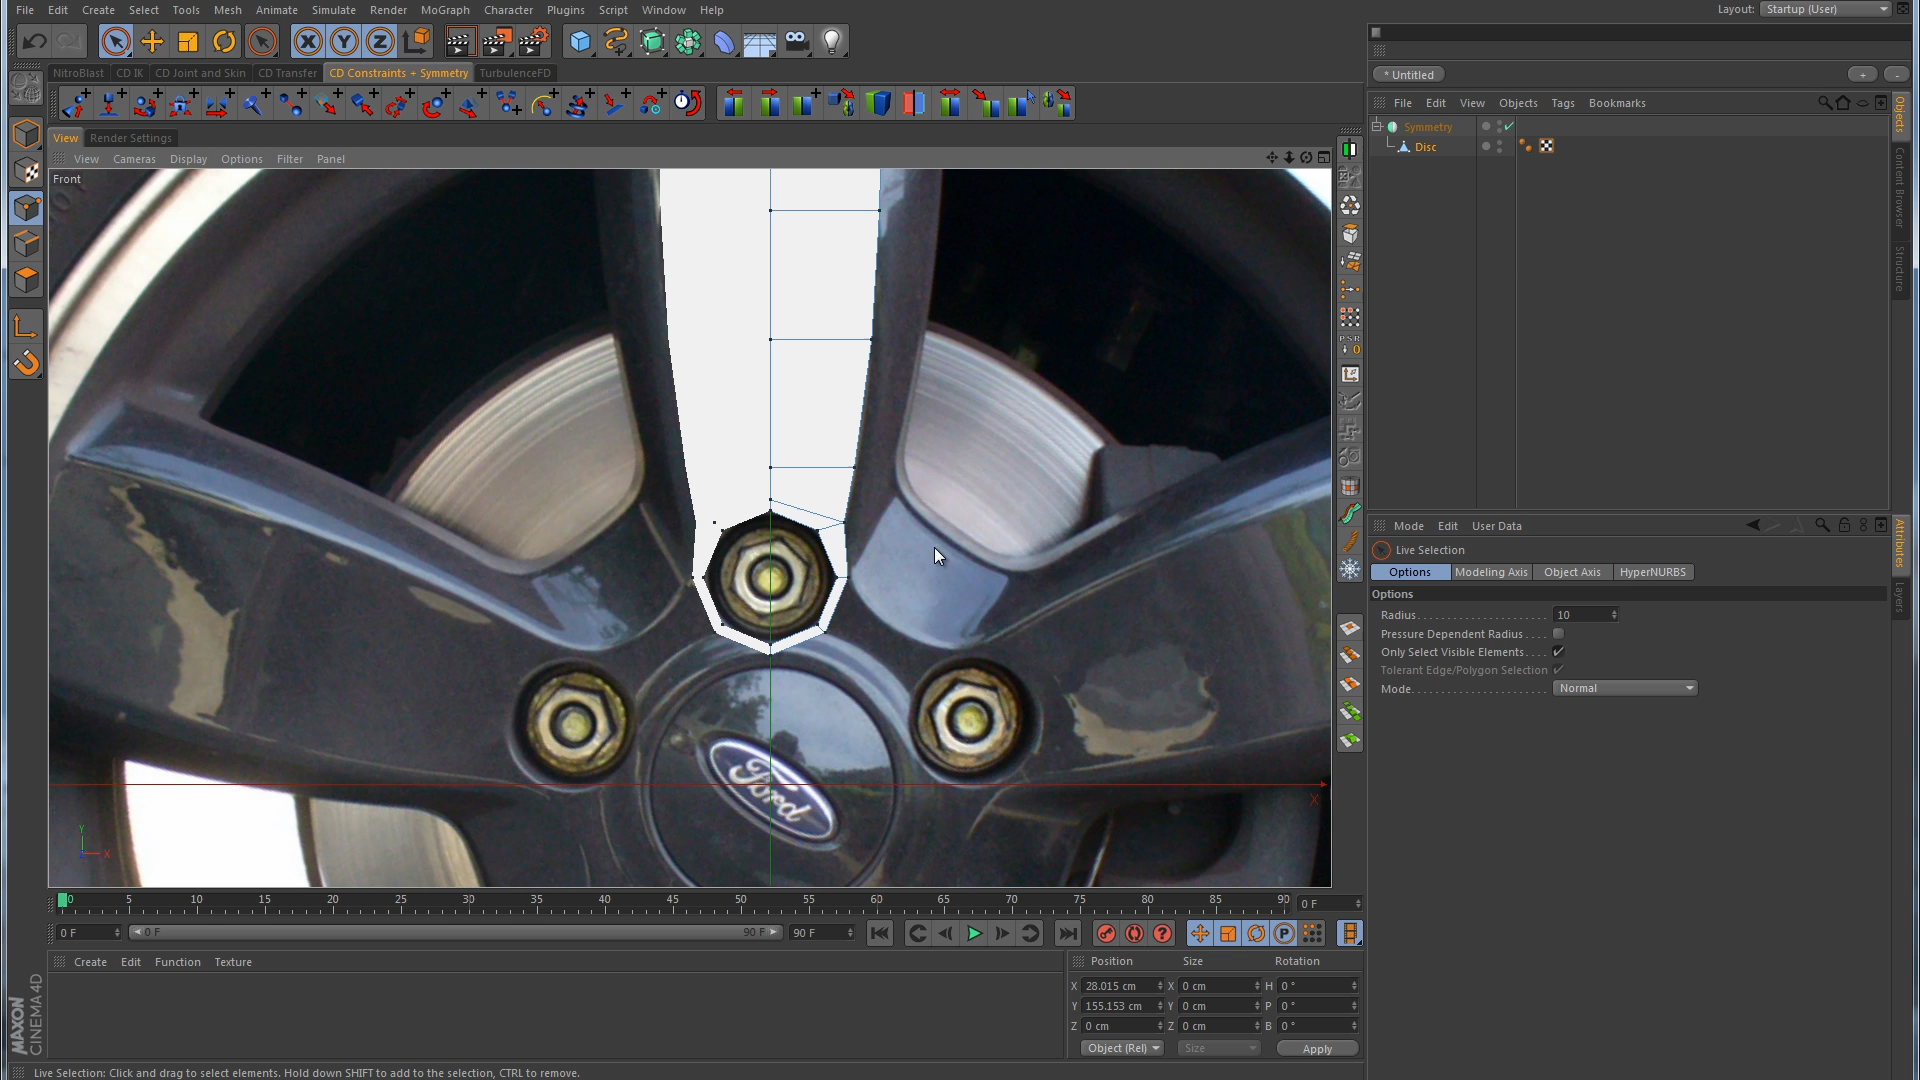 File Edit Create Select Tools Mesh Animate Simulate Render MoGraph Character Plugins Script Window Help
Layout: Startup (User)
NitroBlast CD IK CD Joint and Skin CD Transfer CD Constraints + Symmetry TurbulenceFD
* Untitled + -
View Render Settings
File Edit View Objects Tags Bookmarks
View Cameras Display Options Filter Panel
Front
Symmetry
Disc
Objects
Content Browser
Structure
PSR
0
Mode Edit User Data
Live Selection
Options Modeling Axis Object Axis HyperNURBS
Options
Radius 10
Pressure Dependent Radius
Only Select Visible Elements
Tolerant Edge/Polygon Selection
Mode Normal
Attributes
Layers
Ford
X
Y
X
0 5 10 15 20 25 30 35 40 45 50 55 60 65 70 75 80 85 90 0 F
0 F 0 F 90 F 90 F
Create Edit Function Texture
Position Size Rotation
X 28.015 cm X 0 cm H 0 °
Y 155.153 cm Y 0 cm P 0 °
Z 0 cm Z 0 cm B 0 °
Object (Rel) Size Apply
MAXON
CINEMA 4D
Live Selection: Click and drag to select elements. Hold down SHIFT to add to the selection, CTRL to remove.